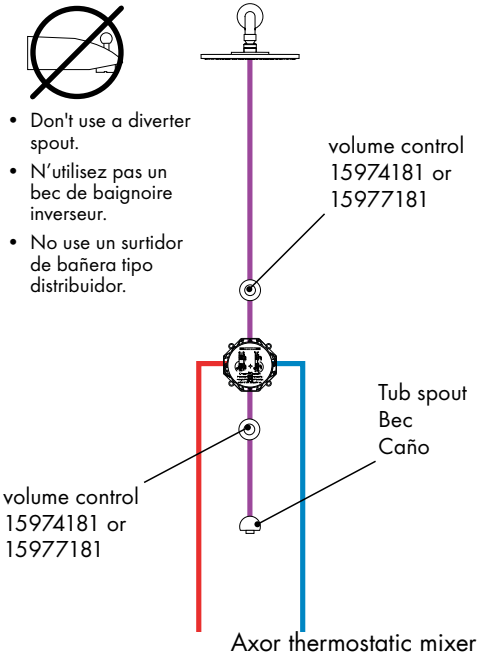 • Don't use a diverter
spout.
• N’utilisez pas un
bec de baignoire
inverseur.
• No use un surtidor
de bañera tipo
distribuidor.
volume control
15974181 or
15977181
Tub spout
Bec
Caño
volume control
15974181 or
15977181
Axor thermostatic mixer